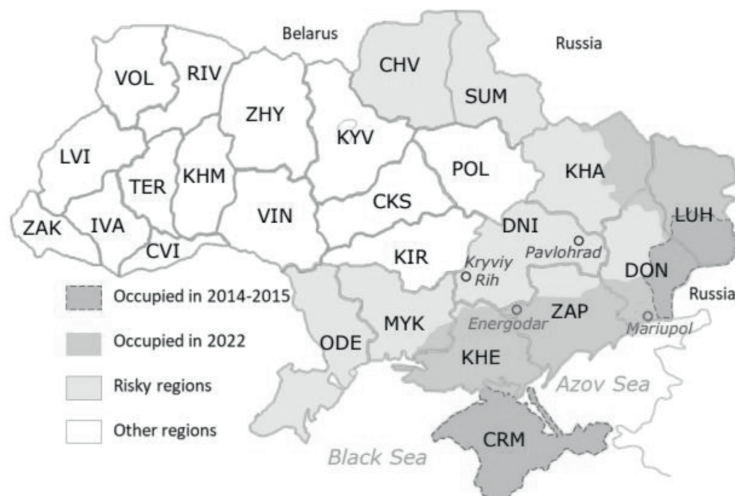 Belarus
Russia
VOL
RIV
CHV
SUM
ZHY
KYV
LVI
TER
KHM
POL
KHA
ZAK
IVA
CVI
VIN
CKS
LUH
DNI
Pavlohrad
KIR
Kryviy
Rih
DON
Russia
Occupied in 2014-2015
MYK
Energodar
ZAP
Mariupol
Occupied in 2022
ODE
KHE
Risky regions
Azov Sea
Other regions
CRM
Black Sea